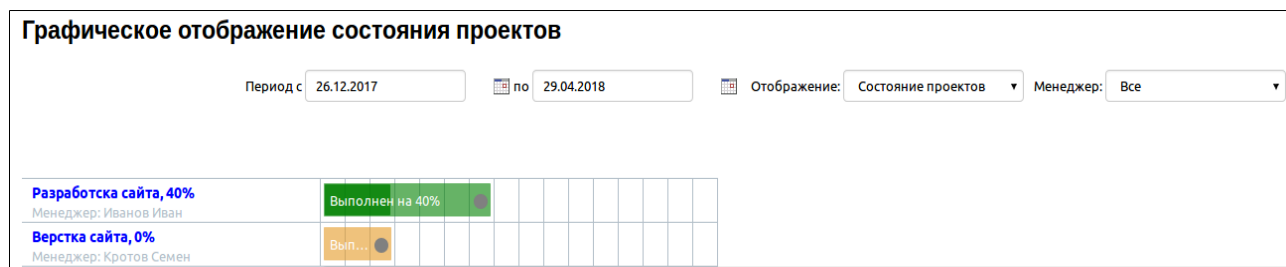 Графическое отображение состояния проектов
Период с 26.12.2017 по 29.04.2018 Отображение: Состояние проектов Менеджер: Все
Разработска сайта, 40%
Менеджер: Иванов Иван
Выполнен на 40%
Верстка сайта, 0%
Менеджер: Кротов Семен
Вып...